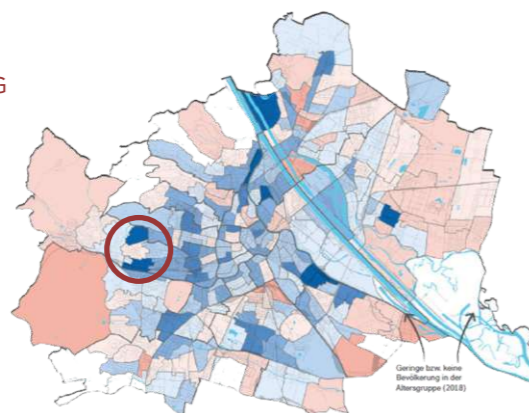 G
Geringe bzw. keine
Bevölkerung in der
Altersgruppe (2018)